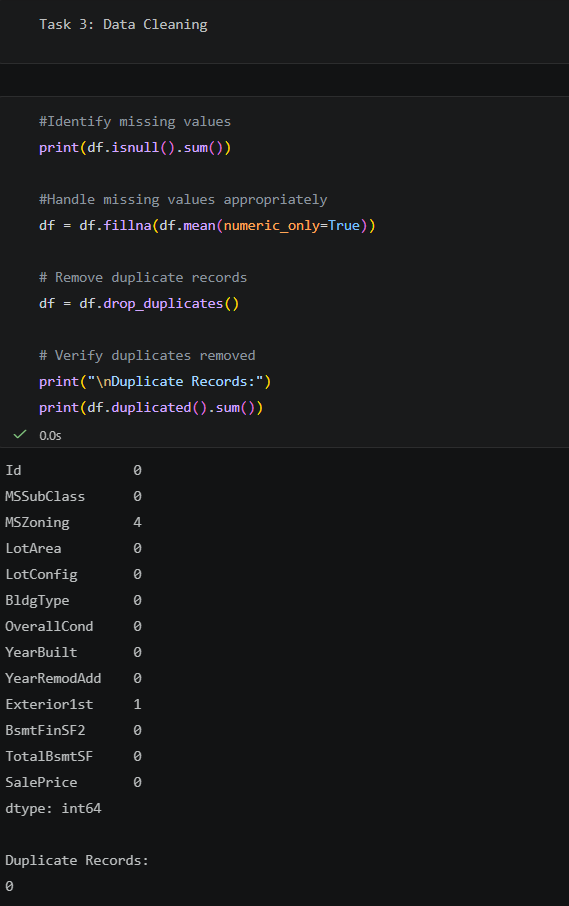 Task 3: Data Cleaning
#Identify missing values
print(df.isnull().sum())
#Handle missing values appropriately
df = df.fillna(df.mean(numeric_only=True))
# Remove duplicate records
df = df.drop_duplicates()
# Verify duplicates removed
print("\nDuplicate Records:")
print(df.duplicated().sum())
0.0s
Id 0
MSSubClass 0
MSZoning 4
LotArea 0
LotConfig 0
BldgType 0
OverallCond 0
YearBuilt 0
YearRemodAdd 0
Exterior1st 1
BsmtFinSF2 0
TotalBsmtSF 0
SalePrice 0
dtype: int64
Duplicate Records:
0